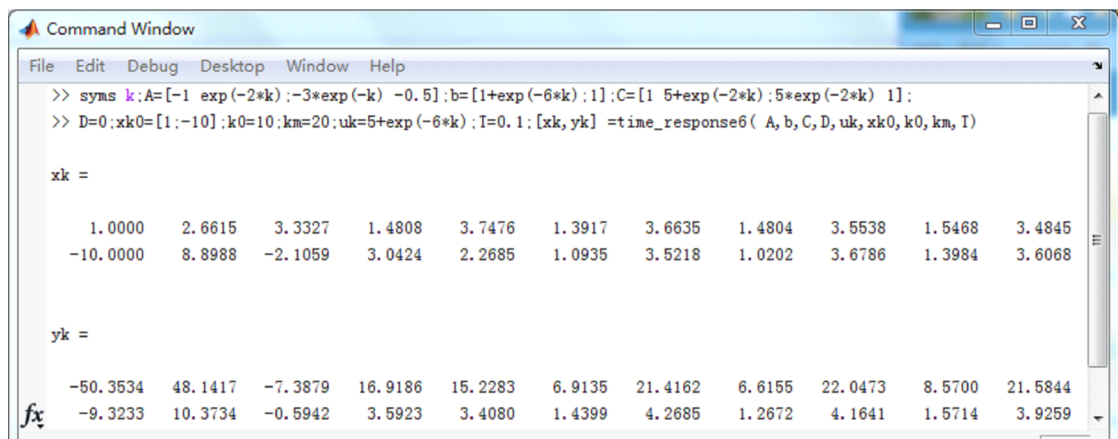 Command Window
File Edit Debug Desktop Window Help
>> syms k;A=[-1 exp(-2*k);-3*exp(-k) -0.5];b=[1+exp(-6*k);1];C=[1 5+exp(-2*k);5*exp(-2*k) 1];
>> D=0;xk0=[1;-10];k0=10;km=20;uk=5+exp(-6*k);T=0.1;[xk,yk] =time_response6( A,b,C,D,uk,xk0,k0,km,T)
xk =
1.0000 2.6615 3.3327 1.4808 3.7476 1.3917 3.6635 1.4804 3.5538 1.5468 3.4845
-10.0000 8.8988 -2.1059 3.0424 2.2685 1.0935 3.5218 1.0202 3.6786 1.3984 3.6068
yk =
-50.3534 48.1417 -7.3879 16.9186 15.2283 6.9135 21.4162 6.6155 22.0473 8.5700 21.5844
fx -9.3233 10.3734 -0.5942 3.5923 3.4080 1.4399 4.2685 1.2672 4.1641 1.5714 3.9259